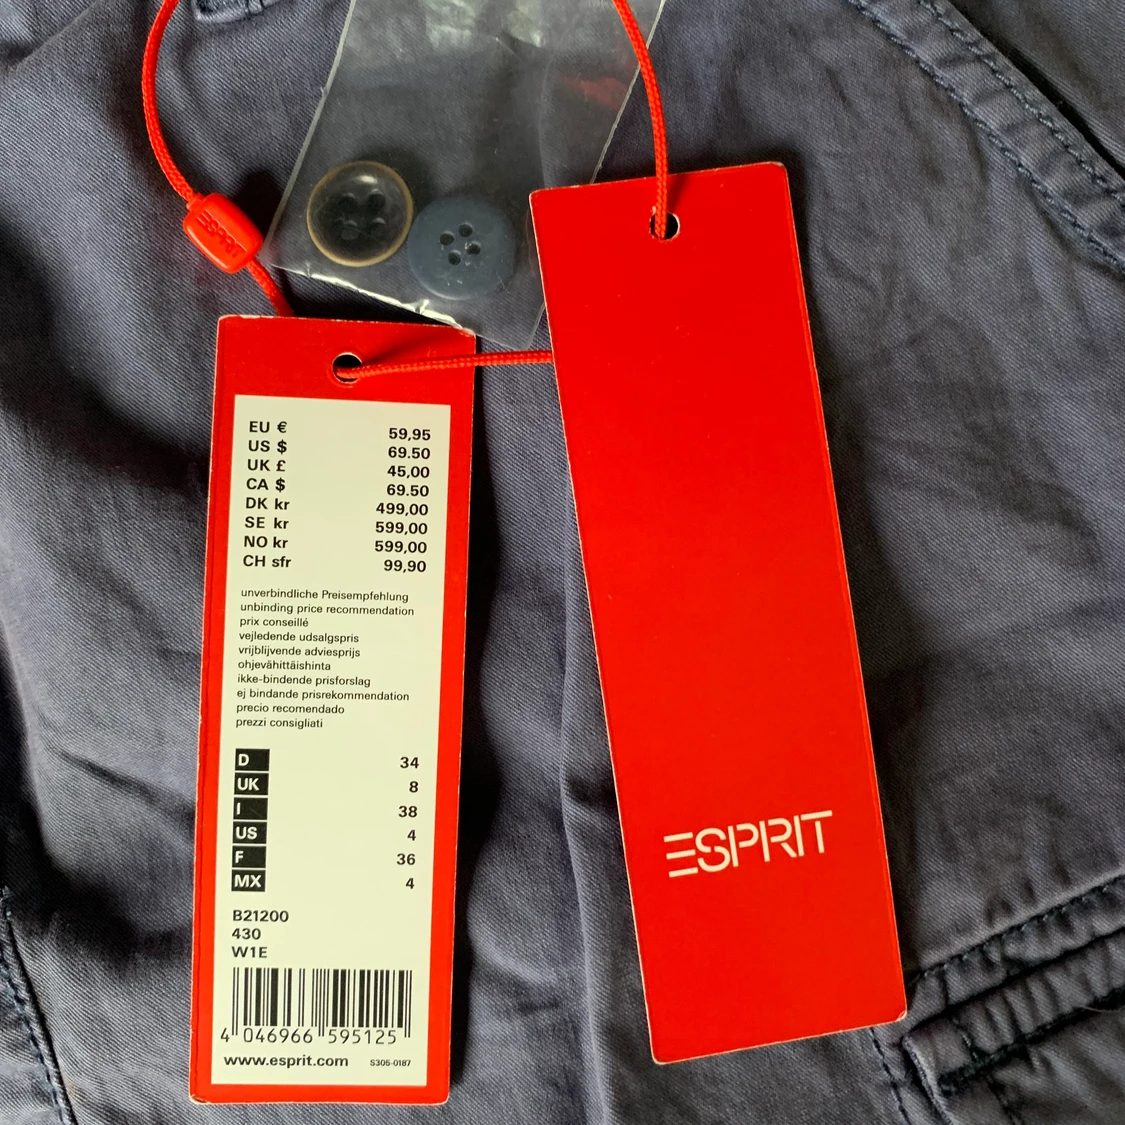 ESPRIT
EU € 59,95
US $ 69.50
UK £ 45,00
CA $ 69.50
DK kr 499,00
SE kr 599,00
NO kr 599,00
CH sfr 99,90
unverbindliche Preisempfehlung
unbinding price recommendation
prix conseillé
vejledende udsalgspris
vrijblijvende adviesprijs
ohjevähittäishinta
ikke-bindende prisforslag
ej bindande prisrekommendation
precio recomendado
prezzi consigliati
D 34
UK 8
I 38
US 4
F 36
MX 4
B21200
430
W1E
4 046966 595125
www.esprit.com S305-0187
ESPRIT